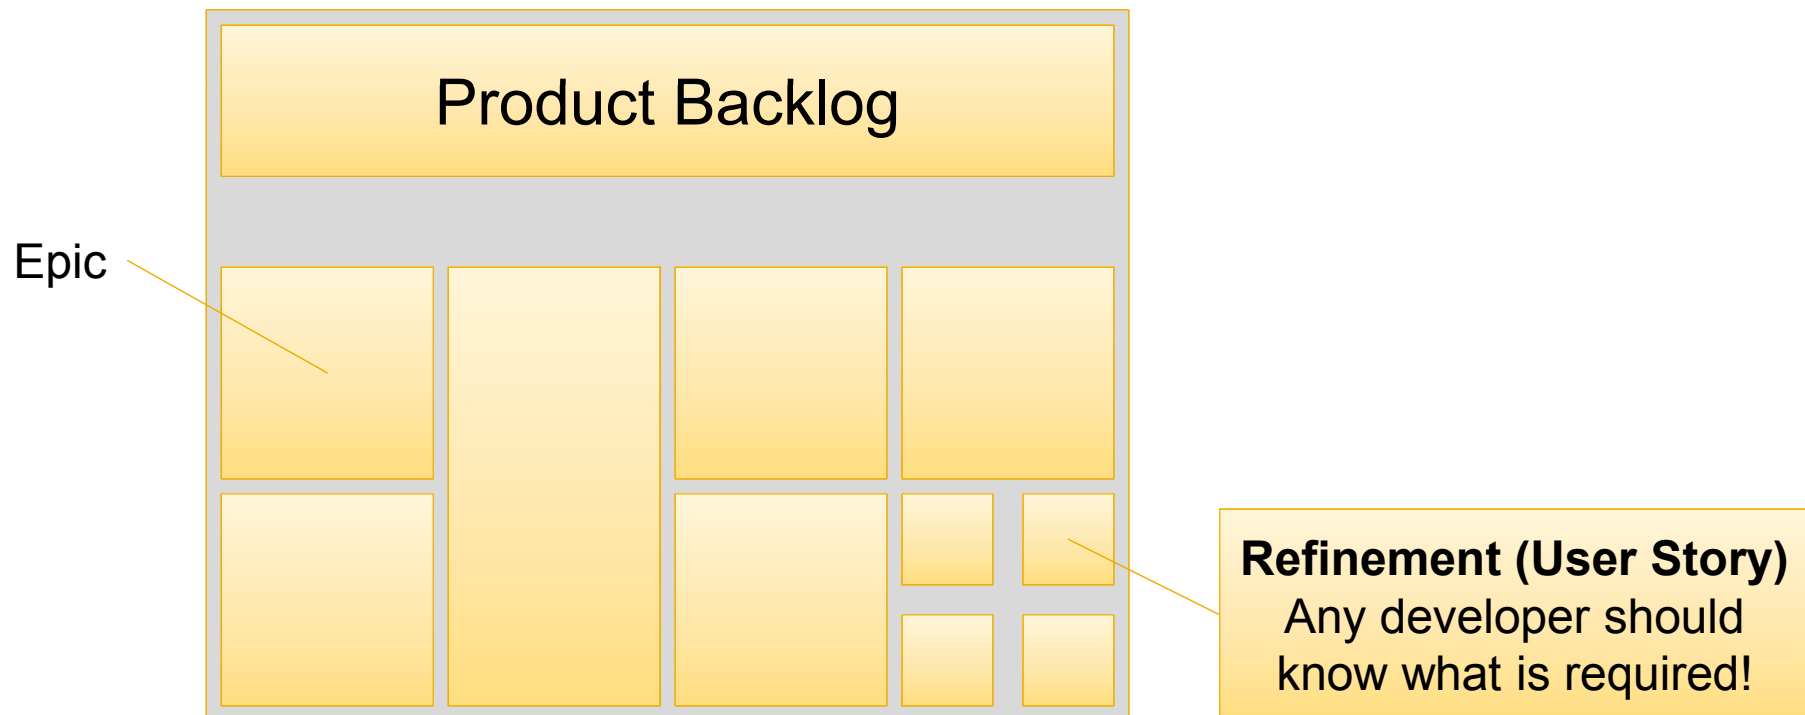 Product Backlog
Epic
Refinement (User Story)
Any developer should
know what is required!